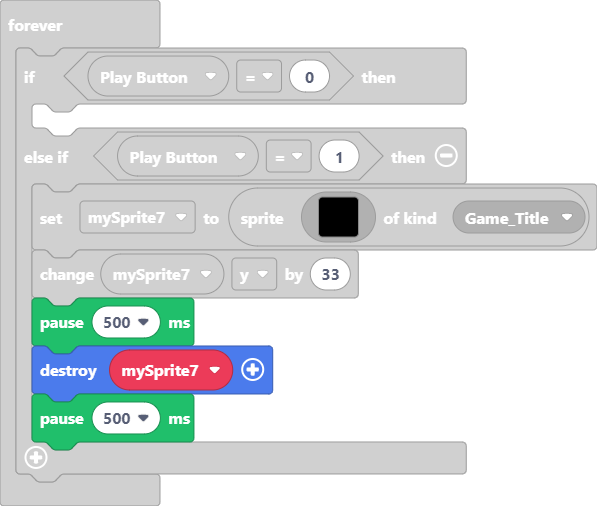 forever
if Play Button = 0 then
else if Play Button = 1 then
set mySprite7 to sprite of kind Game_Title
change mySprite7 y by 33
pause 500 ms
destroy mySprite7
pause 500 ms